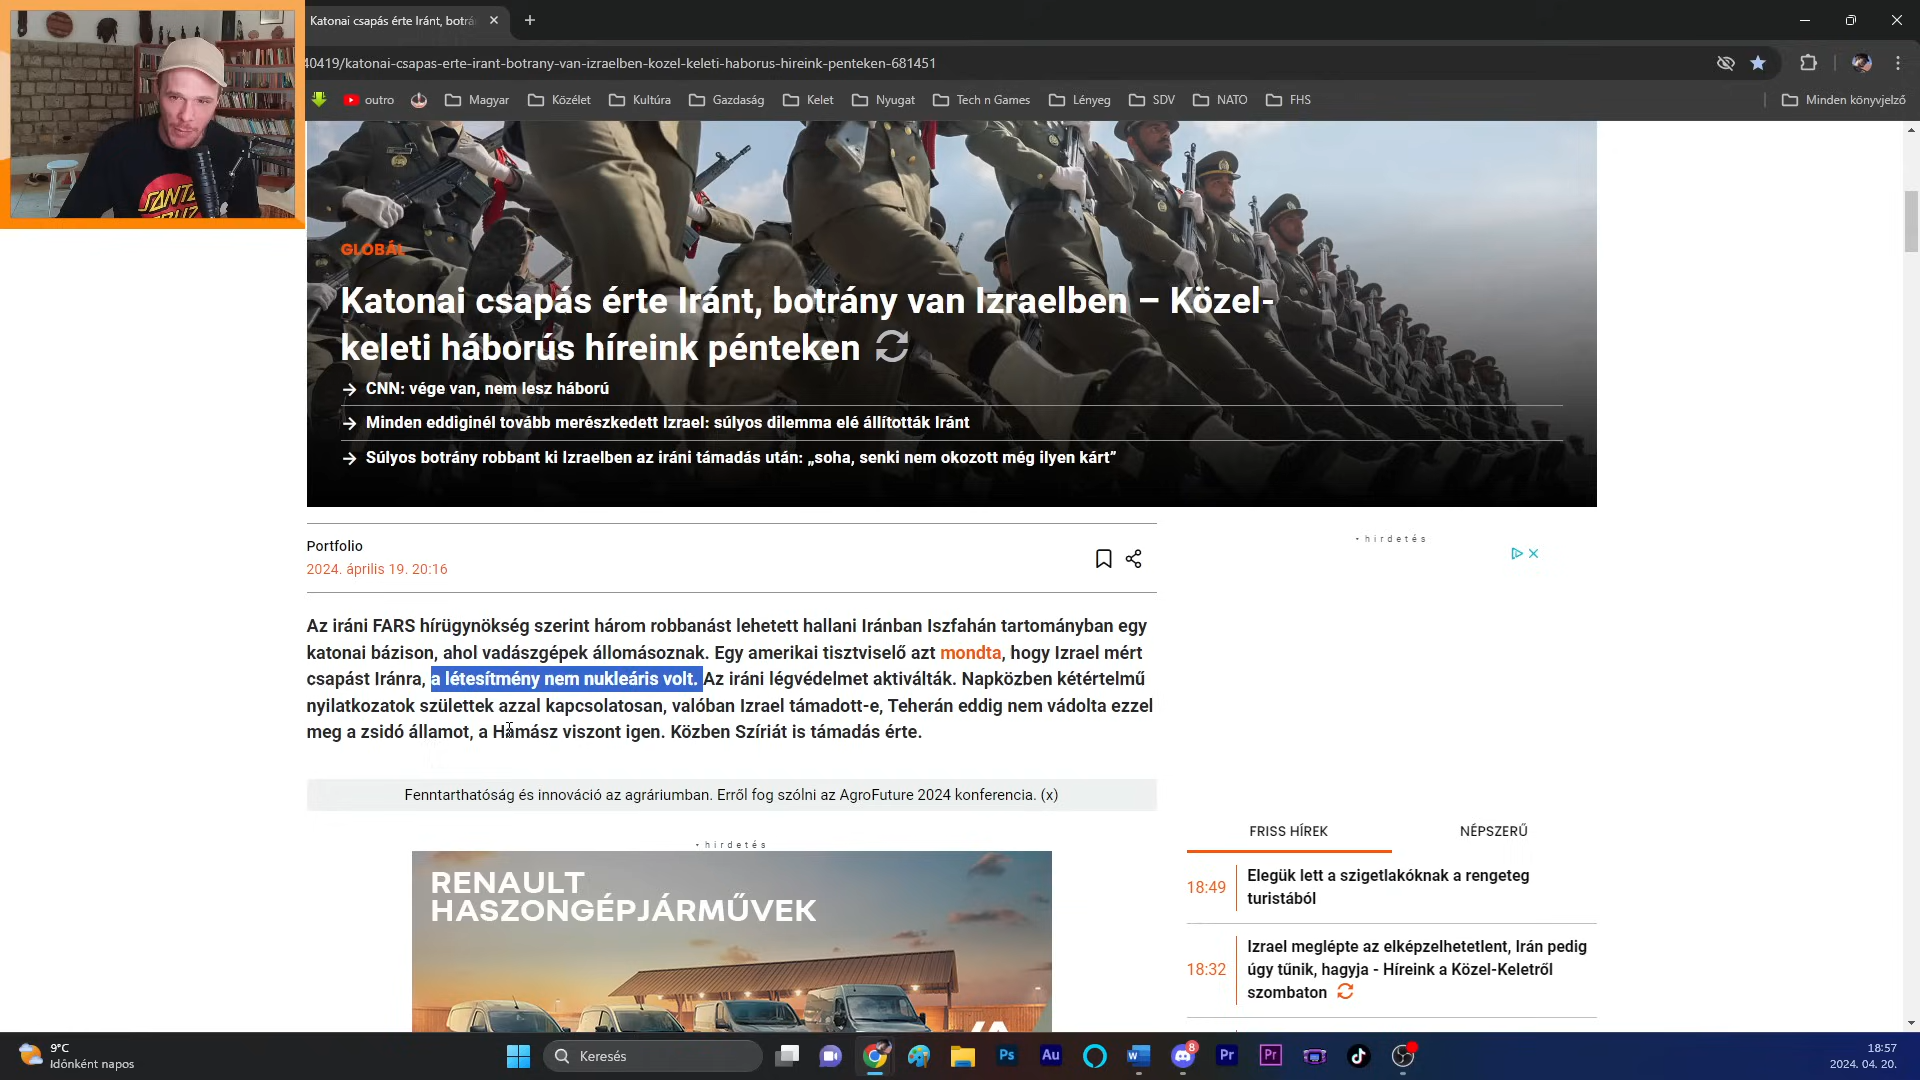 Katonai csapás érte Iránt, botrá
40419/katonai-csapas-erte-irant-botrany-van-izraelben-kozel-keleti-haborus-hireink-penteken-681451
outro
Magyar
Közélet
Kultúra
Gazdaság
Kelet
Nyugat
Tech n Games
Lényeg
SDV
NATO
FHS
Minden könyvjelző
SANTA
CRUZ
GLOBÁL
Katonai csapás érte Iránt, botrány van Izraelben – Közel-
keleti háborús híreink pénteken
CNN: vége van, nem lesz háború
Minden eddiginél tovább merészkedett Izrael: súlyos dilemma elé állították Iránt
Súlyos botrány robbant ki Izraelben az iráni támadás után: „soha, senki nem okozott még ilyen kárt”
Portfolio
2024. április 19. 20:16
Az iráni FARS hírügynökség szerint három robbanást lehetett hallani Iránban Iszfahán tartományban egy
katonai bázison, ahol vadászgépek állomásoznak. Egy amerikai tisztviselő azt mondta, hogy Izrael mért
csapást Iránra, a létesítmény nem nukleáris volt. Az iráni légvédelmet aktiválták. Napközben kétértelmű
nyilatkozatok születtek azzal kapcsolatosan, valóban Izrael támadott-e, Teherán eddig nem vádolta ezzel
meg a zsidó államot, a Hamász viszont igen. Közben Szíriát is támadás érte.
Fenntarthatóság és innováció az agráriumban. Erről fog szólni az AgroFuture 2024 konferencia. (x)
• hirdetés
RENAULT
HASZONGÉPJÁRMŰVEK
• hirdetés
FRISS HÍREK
NÉPSZERŰ
18:49
Elegük lett a szigetlakóknak a rengeteg
turistából
18:32
Izrael meglépte az elképzelhetetlent, Irán pedig
úgy tűnik, hagyja - Híreink a Közel-Keletről
szombaton
9°C
Időnként napos
Keresés
Ps
Au
W
8
Pr
Pr
18:57
2024. 04. 20.